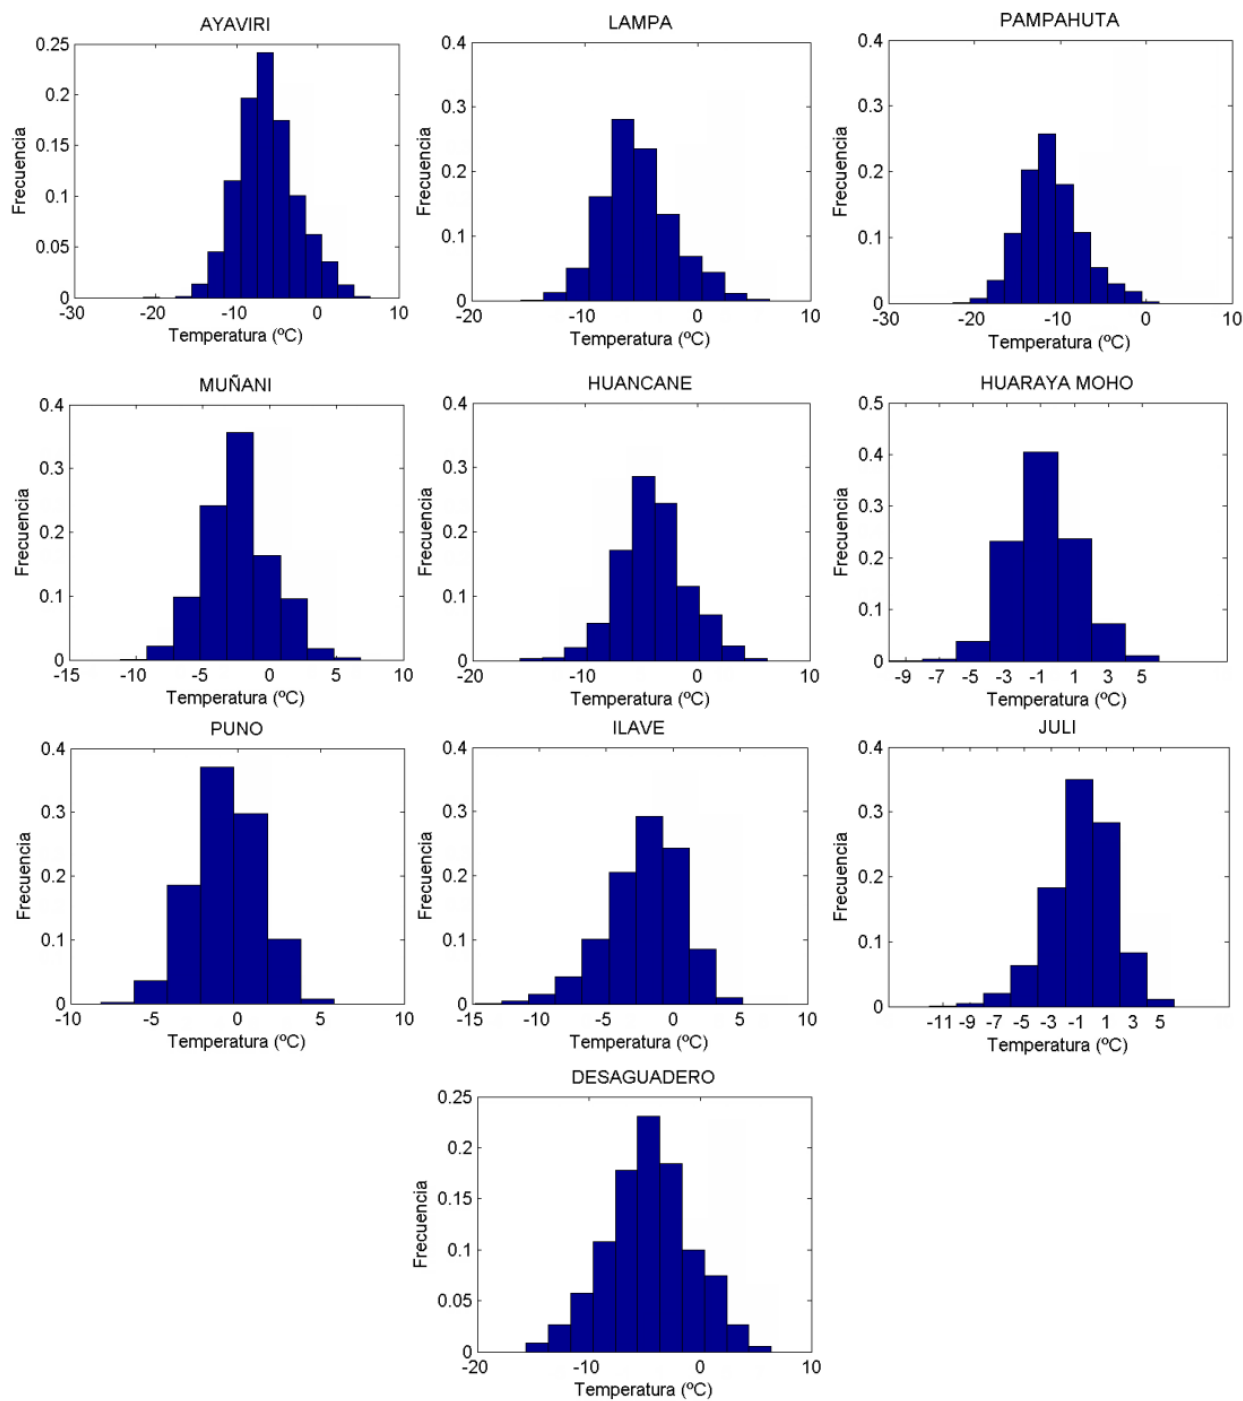 AYAVIRI
0.25
0.2
0.15
0.1
0.05
0
Frecuencia
-30 -20 -10 0 10
Temperatura (ºC)
LAMPA
0.4
0.3
0.2
0.1
0
Frecuencia
-20 -10 0 10
Temperatura (ºC)
PAMPAHUTA
0.4
0.3
0.2
0.1
0
Frecuencia
-30 -20 -10 0 10
Temperatura (ºC)
MUÑANI
0.4
0.3
0.2
0.1
0
Frecuencia
-15 -10 -5 0 5 10
Temperatura (ºC)
HUANCANE
0.4
0.3
0.2
0.1
0
Frecuencia
-20 -10 0 10
Temperatura (ºC)
HUARAYA MOHO
0.5
0.4
0.3
0.2
0.1
0
Frecuencia
-9 -7 -5 -3 -1 1 3 5
Temperatura (ºC)
PUNO
0.4
0.3
0.2
0.1
0
Frecuencia
-10 -5 0 5 10
Temperatura (ºC)
ILAVE
0.4
0.3
0.2
0.1
0
Frecuencia
-15 -10 -5 0 5 10
Temperatura (ºC)
JULI
0.4
0.3
0.2
0.1
0
Frecuencia
-11 -9 -7 -5 -3 -1 1 3 5
Temperatura (ºC)
DESAGUADERO
0.25
0.2
0.15
0.1
0.05
0
Frecuencia
-20 -10 0 10
Temperatura (ºC)